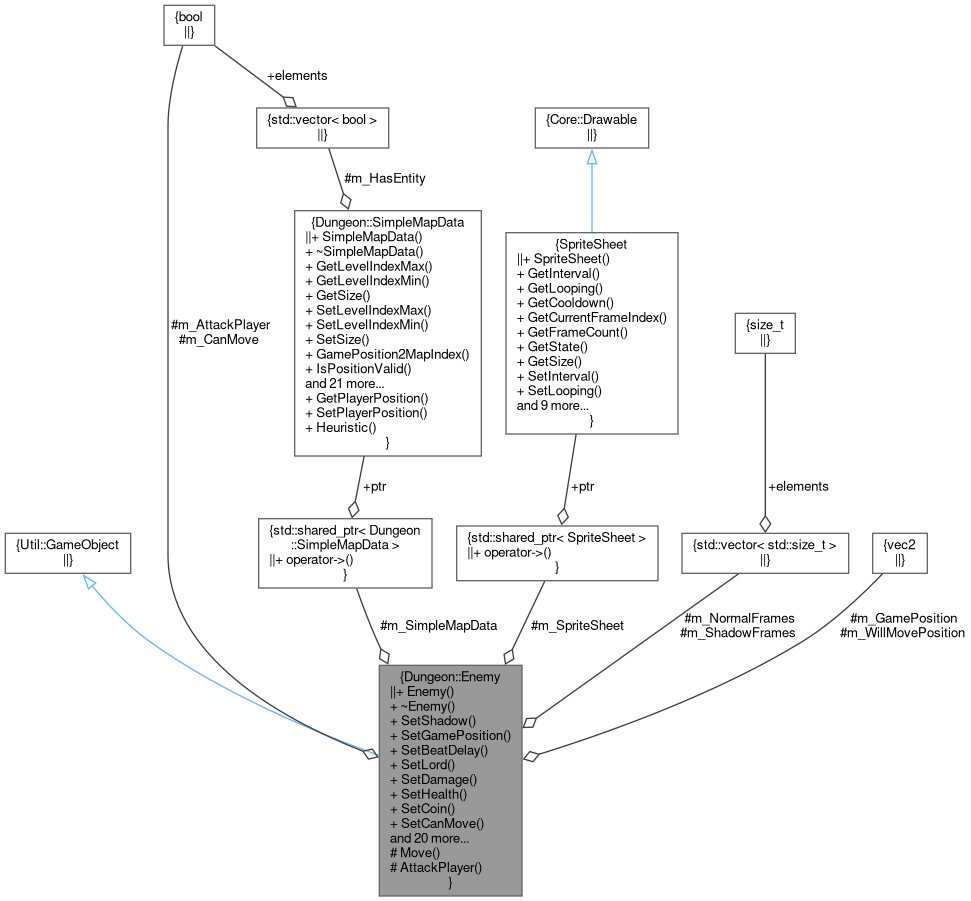 {bool
||}
+elements
{std::vector< bool >
||}
{Core::Drawable
||}
#m_HasEntity
{Dungeon::SimpleMapData
||+ SimpleMapData()
+ ~SimpleMapData()
+ GetLevelIndexMax()
+ GetLevelIndexMin()
+ GetSize()
+ SetLevelIndexMax()
+ SetLevelIndexMin()
+ SetSize()
+ GamePosition2MapIndex()
+ IsPositionValid()
and 21 more...
+ GetPlayerPosition()
+ SetPlayerPosition()
+ Heuristic()
}
{SpriteSheet
||+ SpriteSheet()
+ GetInterval()
+ GetLooping()
+ GetCooldown()
+ GetCurrentFrameIndex()
+ GetFrameCount()
+ GetState()
+ GetSize()
+ SetInterval()
+ SetLooping()
and 9 more...
}
{size_t
||}
#m_AttackPlayer
#m_CanMove
+ptr
+ptr
+elements
{Util::GameObject
||}
{std::shared_ptr< Dungeon
::SimpleMapData >
||+ operator->()
}
{std::shared_ptr< SpriteSheet >
||+ operator->()
}
{std::vector< std::size_t >
||}
{vec2
||}
#m_SimpleMapData
#m_SpriteSheet
#m_NormalFrames
#m_ShadowFrames
#m_GamePosition
#m_WillMovePosition
{Dungeon::Enemy
||+ Enemy()
+ ~Enemy()
+ SetShadow()
+ SetGamePosition()
+ SetBeatDelay()
+ SetLord()
+ SetDamage()
+ SetHealth()
+ SetCoin()
+ SetCanMove()
and 20 more...
# Move()
# AttackPlayer()
}